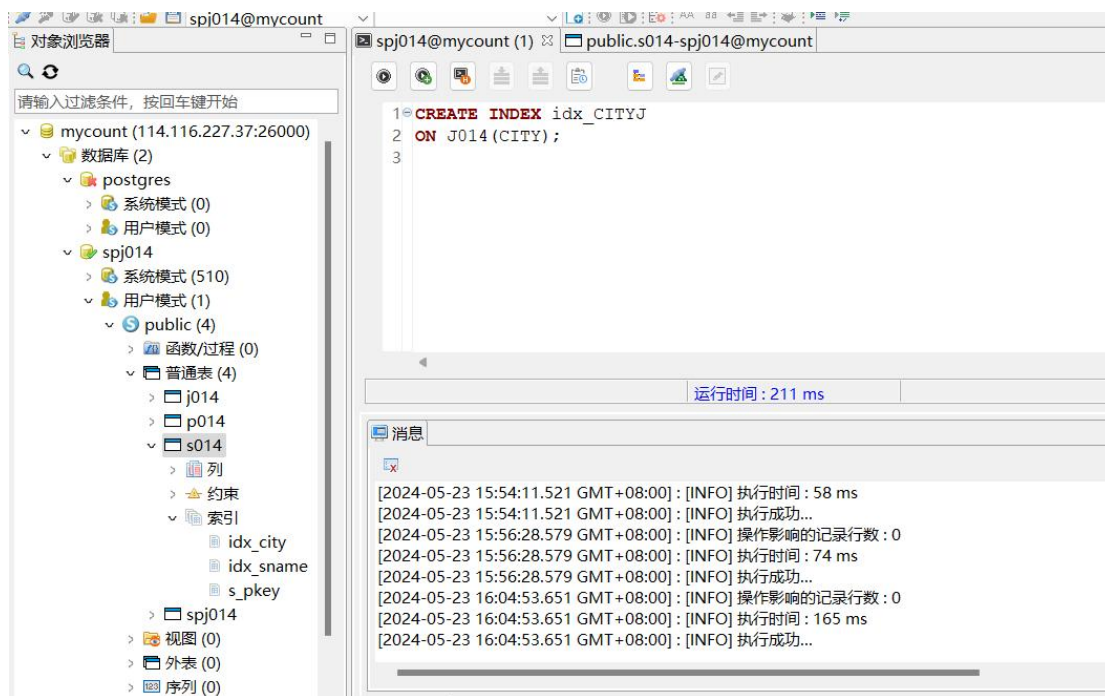 spj014@mycount
对象浏览器
请输入过滤条件，按回车键开始
mycount (114.116.227.37:26000)
数据库 (2)
postgres
系统模式 (0)
用户模式 (0)
spj014
系统模式 (510)
用户模式 (1)
public (4)
函数/过程 (0)
普通表 (4)
j014
p014
s014
列
约束
索引
idx_city
idx_sname
s_pkey
spj014
视图 (0)
外表 (0)
序列 (0)
spj014@mycount (1)
public.s014-spj014@mycount
1 CREATE INDEX idx_CITYJ
2 ON J014(CITY);
3
运行时间 : 211 ms
消息
[2024-05-23 15:54:11.521 GMT+08:00] : [INFO] 执行时间 : 58 ms
[2024-05-23 15:54:11.521 GMT+08:00] : [INFO] 执行成功...
[2024-05-23 15:56:28.579 GMT+08:00] : [INFO] 操作影响的记录行数 : 0
[2024-05-23 15:56:28.579 GMT+08:00] : [INFO] 执行时间 : 74 ms
[2024-05-23 15:56:28.579 GMT+08:00] : [INFO] 执行成功...
[2024-05-23 16:04:53.651 GMT+08:00] : [INFO] 操作影响的记录行数 : 0
[2024-05-23 16:04:53.651 GMT+08:00] : [INFO] 执行时间 : 165 ms
[2024-05-23 16:04:53.651 GMT+08:00] : [INFO] 执行成功...